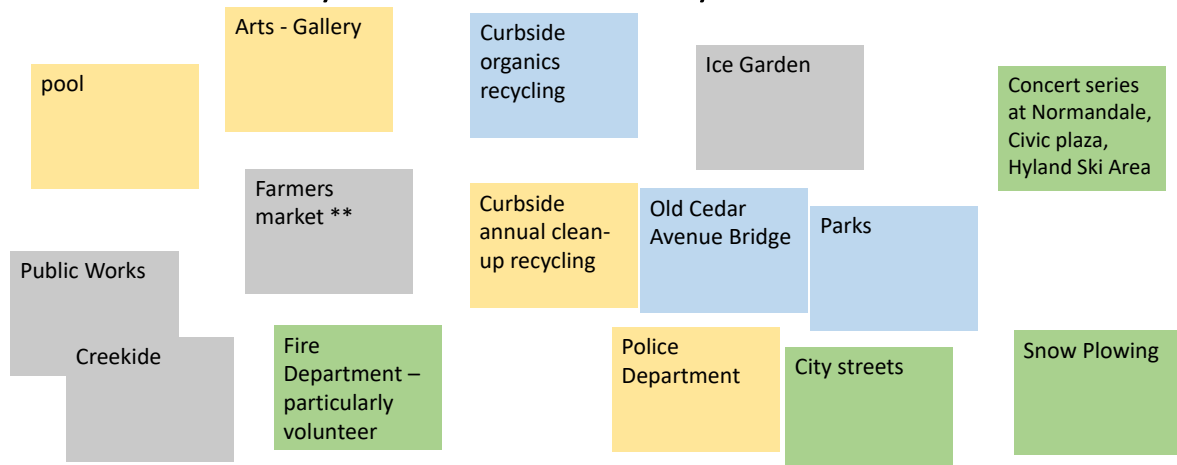 Arts - Gallery
pool
Curbside
organics
recycling
Ice Garden
Concert series
at Normandale,
Civic plaza,
Hyland Ski Area
Farmers
market **
Curbside
annual clean-
up recycling
Old Cedar
Avenue Bridge
Parks
Public Works
Creekide
Fire
Department –
particularly
volunteer
Police
Department
City streets
Snow Plowing